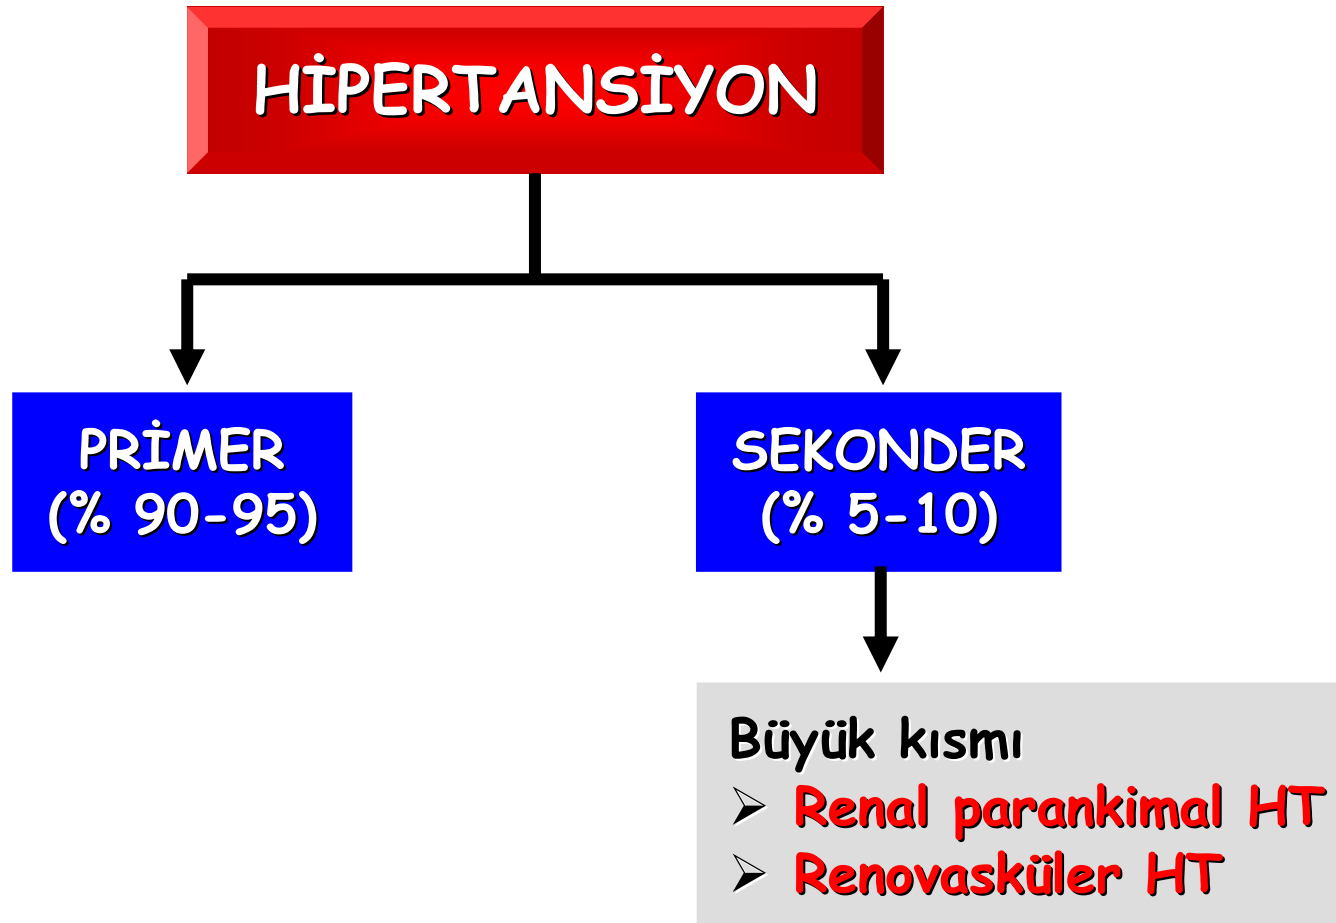 HİPERTANSİYON
PRİMER
(% 90-95)
SEKONDER
(% 5-10)
Büyük kısmı
➢ Renal parankimal HT
➢ Renovasküler HT